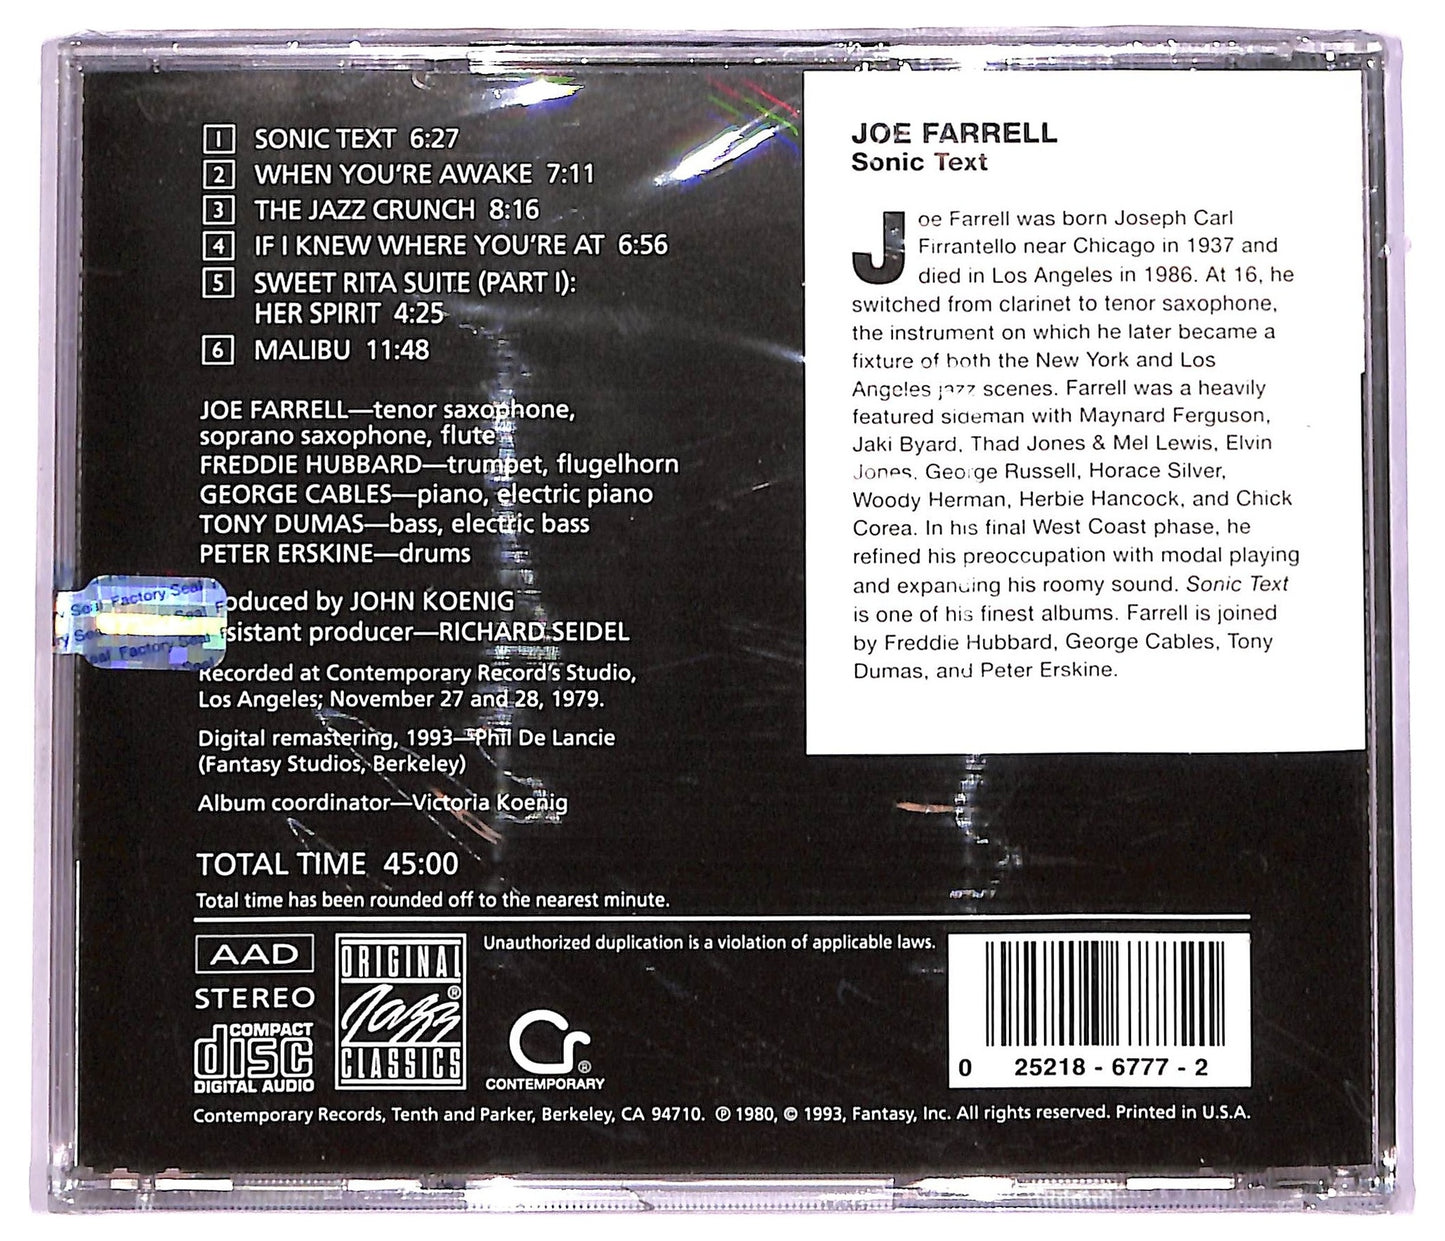 1 SONIC TEXT 6:27
2 WHEN YOU'RE AWAKE 7:11
3 THE JAZZ CRUNCH 8:16
4 IF I KNEW WHERE YOU'RE AT 6:56
5 SWEET RITA SUITE (PART I):
HER SPIRIT 4:25
6 MALIBU 11:48
JOE FARRELL—tenor saxophone,
soprano saxophone, flute
FREDDIE HUBBARD—trumpet, flugelhorn
GEORGE CABLES—piano, electric piano
TONY DUMAS—bass, electric bass
PETER ERSKINE—drums
oduced by JOHN KOENIG
sistant producer—RICHARD SEIDEL
Recorded at Contemporary Record's Studio,
Los Angeles; November 27 and 28, 1979.
Digital remastering, 1993—Phil De Lancie
(Fantasy Studios, Berkeley)
Album coordinator—Victoria Koenig
TOTAL TIME 45:00
Total time has been rounded off to the nearest minute.
Factory Seal
Seal
Factory Seal
JOE FARRELL
Sonic Text
Joe Farrell was born Joseph Carl
Firrantello near Chicago in 1937 and
died in Los Angeles in 1986. At 16, he
switched from clarinet to tenor saxophone,
the instrument on which he later became a
fixture of both the New York and Los
Angeles jazz scenes. Farrell was a heavily
featured sideman with Maynard Ferguson,
Jaki Byard, Thad Jones & Mel Lewis, Elvin
Jones, George Russell, Horace Silver,
Woody Herman, Herbie Hancock, and Chick
Corea. In his final West Coast phase, he
refined his preoccupation with modal playing
and expanding his roomy sound. Sonic Text
is one of his finest albums. Farrell is joined
by Freddie Hubbard, George Cables, Tony
Dumas, and Peter Erskine.
AAD
STEREO
COMPACT
disc
DIGITAL AUDIO
ORIGINAL
Jazz®
CLASSICS
Unauthorized duplication is a violation of applicable laws.
Cr®
CONTEMPORARY
0 25218 - 6777 - 2
Contemporary Records, Tenth and Parker, Berkeley, CA 94710. ℗ 1980, © 1993, Fantasy, Inc. All rights reserved. Printed in U.S.A.